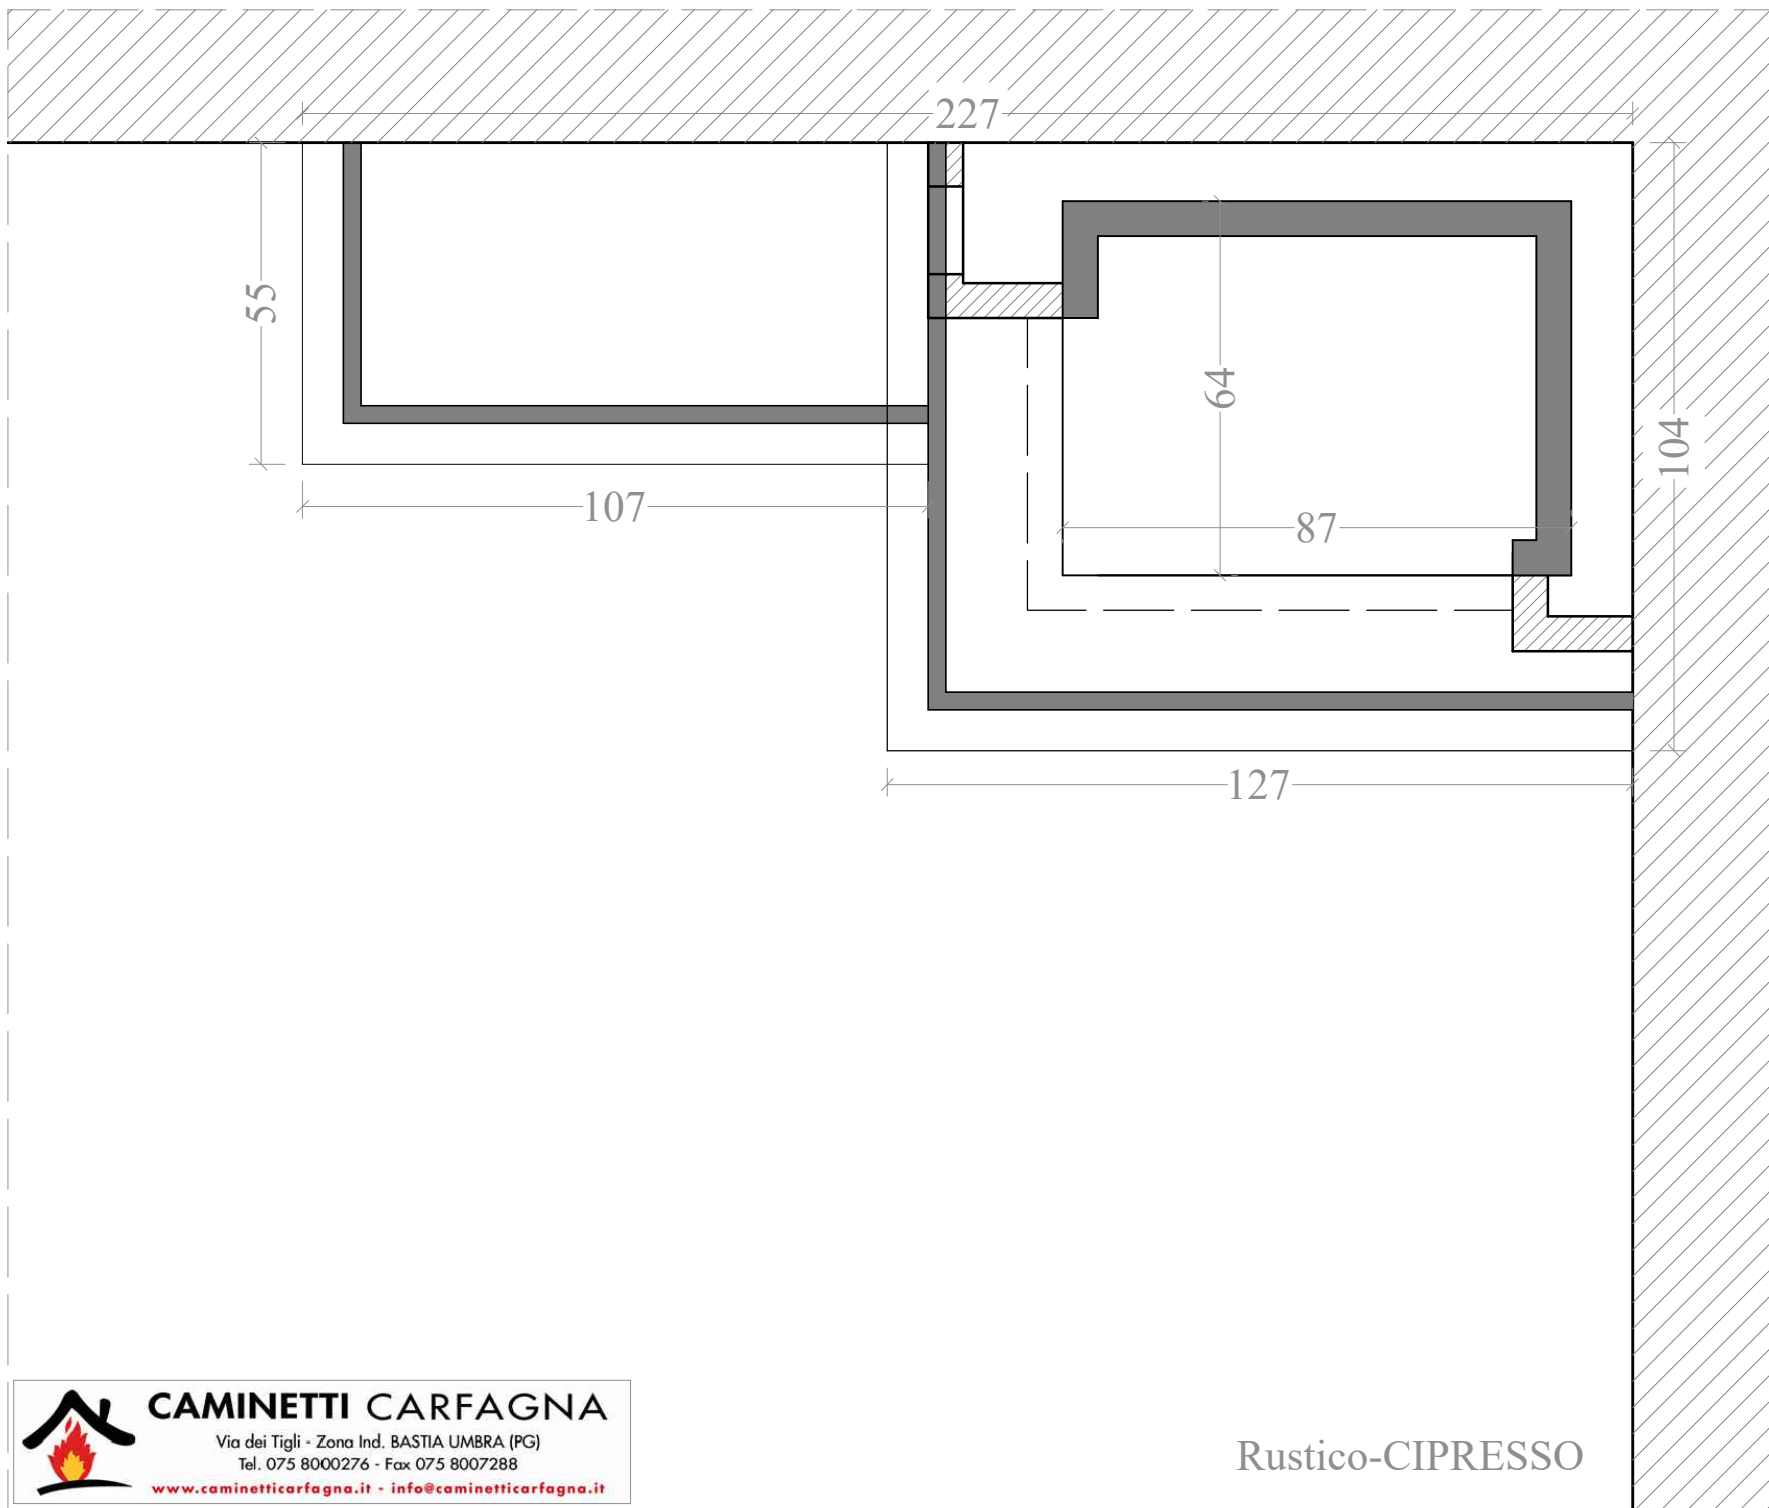 227
55
64
104
107
87
127
CAMINETTI CARFAGNA
Via dei Tigli - Zona Ind. BASTIA UMBRA (PG)
Tel. 075 8000276 - Fax 075 8007288
www.caminetticarfagna.it - info@caminetticarfagna.it
Rustico-CIPRESSO